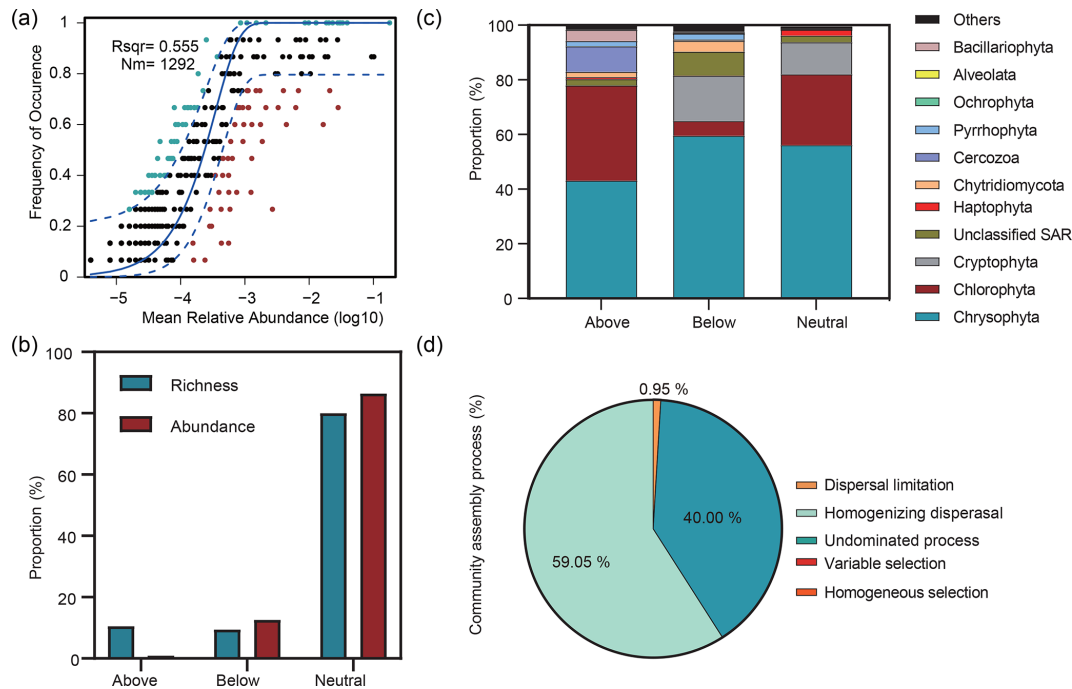 (a)
Rsqr= 0.555
Nm= 1292
Frequency of Occurrence
1
0.8
0.6
0.4
0.2
0
−5
−4
−3
−2
−1
Mean Relative Abundance (log10)
(b)
Proportion (%)
100
80
60
40
20
0
Richness
Abundance
Above
Below
Neutral
(c)
Proportion (%)
100
80
60
40
20
0
Above
Below
Neutral
Others
Bacillariophyta
Alveolata
Ochrophyta
Pyrrhophyta
Cercozoa
Chytridiomycota
Haptophyta
Unclassified SAR
Cryptophyta
Chlorophyta
Chrysophyta
(d)
Community assembly process (%)
0.95 %
40.00 %
59.05 %
Dispersal limitation
Homogenizing disperasal
Undominated process
Variable selection
Homogeneous selection